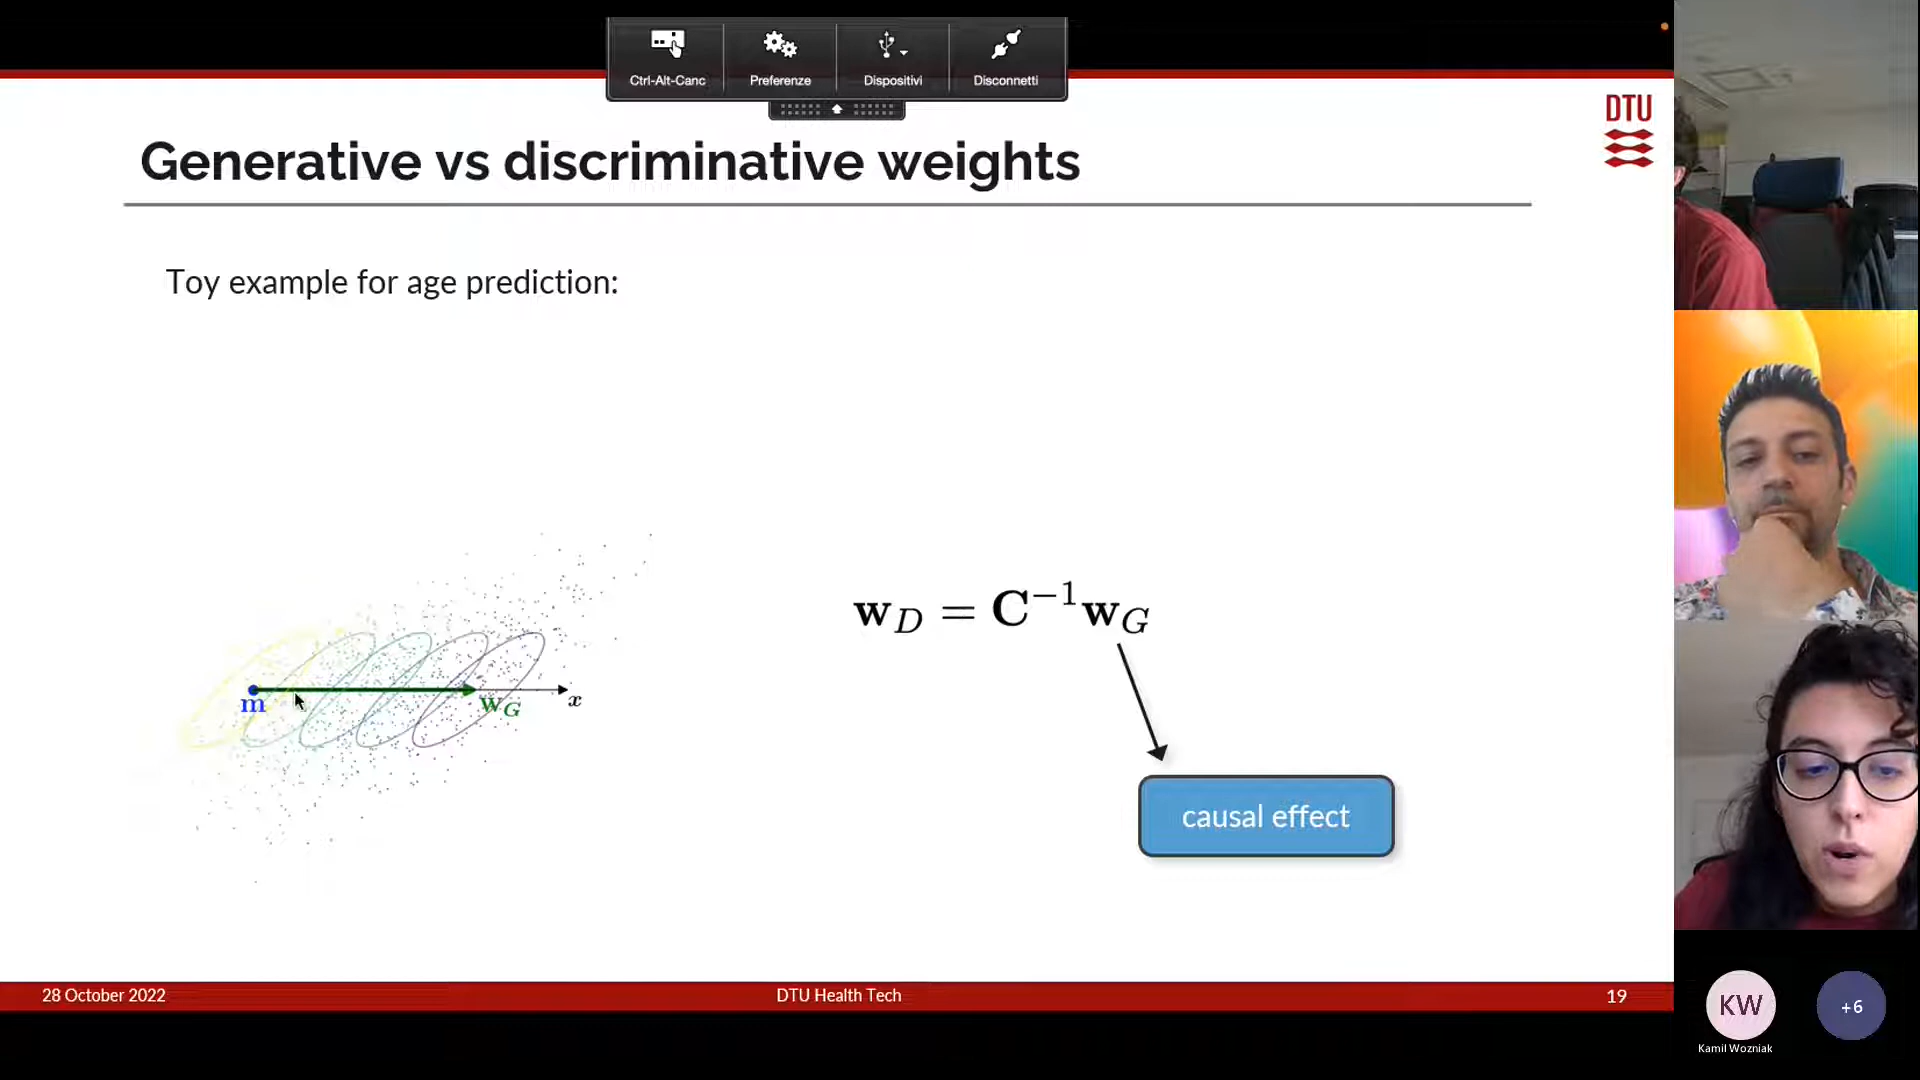 Ctrl-Alt-Canc Preferenze Dispositivi Disconnetti
DTU
Generative vs discriminative weights
Toy example for age prediction:
w_D = C^{-1}w_G
m
w_G
x
causal effect
28 October 2022
DTU Health Tech
19
KW
+6
Kamil Wozniak